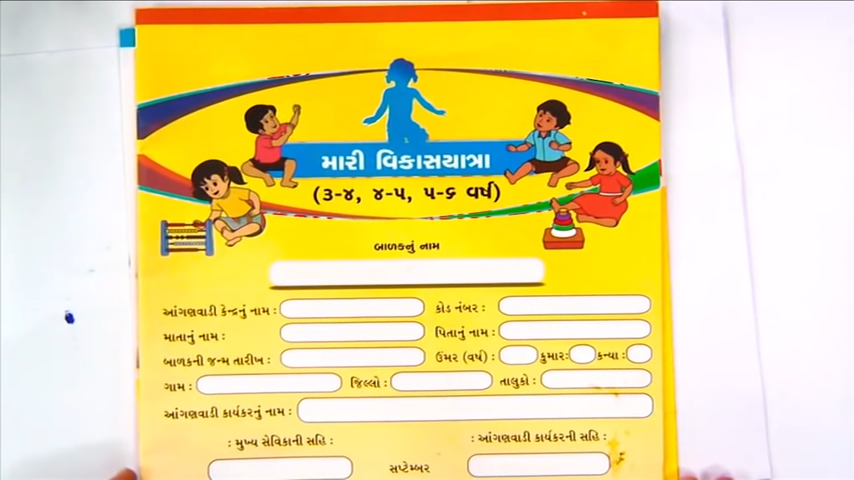 મારી વિકાસયાત્રા
(૩-૪, ૪-૫, ૫-૬ વર્ષ)
બાળકનું નામ
આંગણવાડી કેન્દ્રનું નામ : કોડ નંબર :
માતાનું નામ : પિતાનું નામ :
બાળકની જન્મ તારીખ : ઉંમર (વર્ષ) : કુમાર: કન્યા :
ગામ : જિલ્લો : તાલુકો :
આંગણવાડી કાર્યકરનું નામ :
: મુખ્ય સેવિકાની સહિ : : આંગણવાડી કાર્યકરની સહિ :
સપ્ટેમ્બર